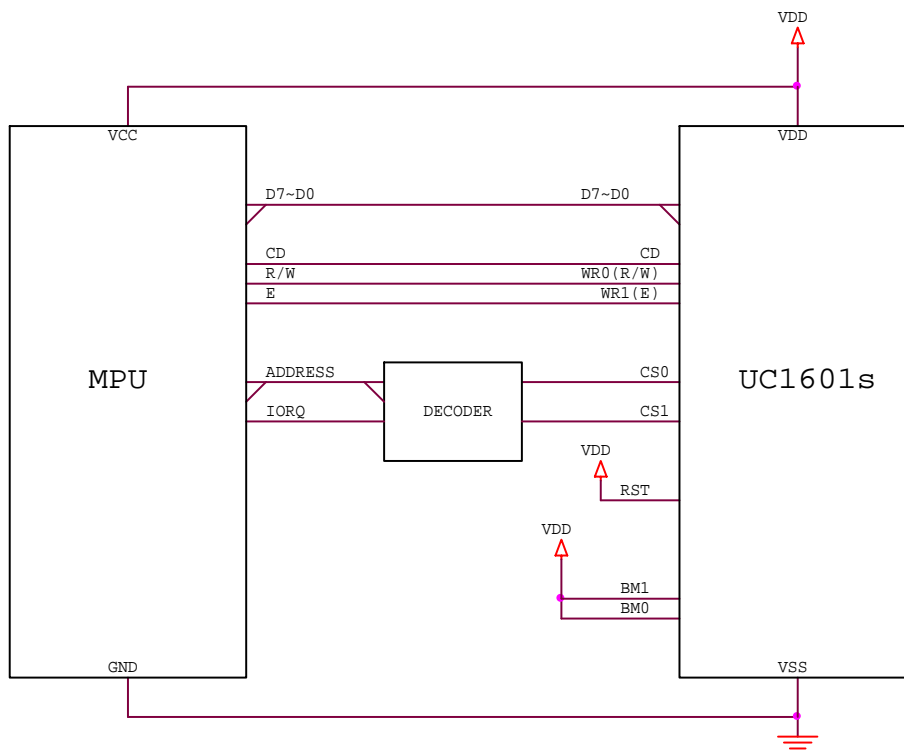 VDD
VCC VDD
D7~D0 D7~D0
CD CD
R/W WR0(R/W)
E WR1(E)
MPU UC1601s
ADDRESS CS0
DECODER
IORQ CS1
VDD
RST
VDD
BM1
BM0
GND VSS